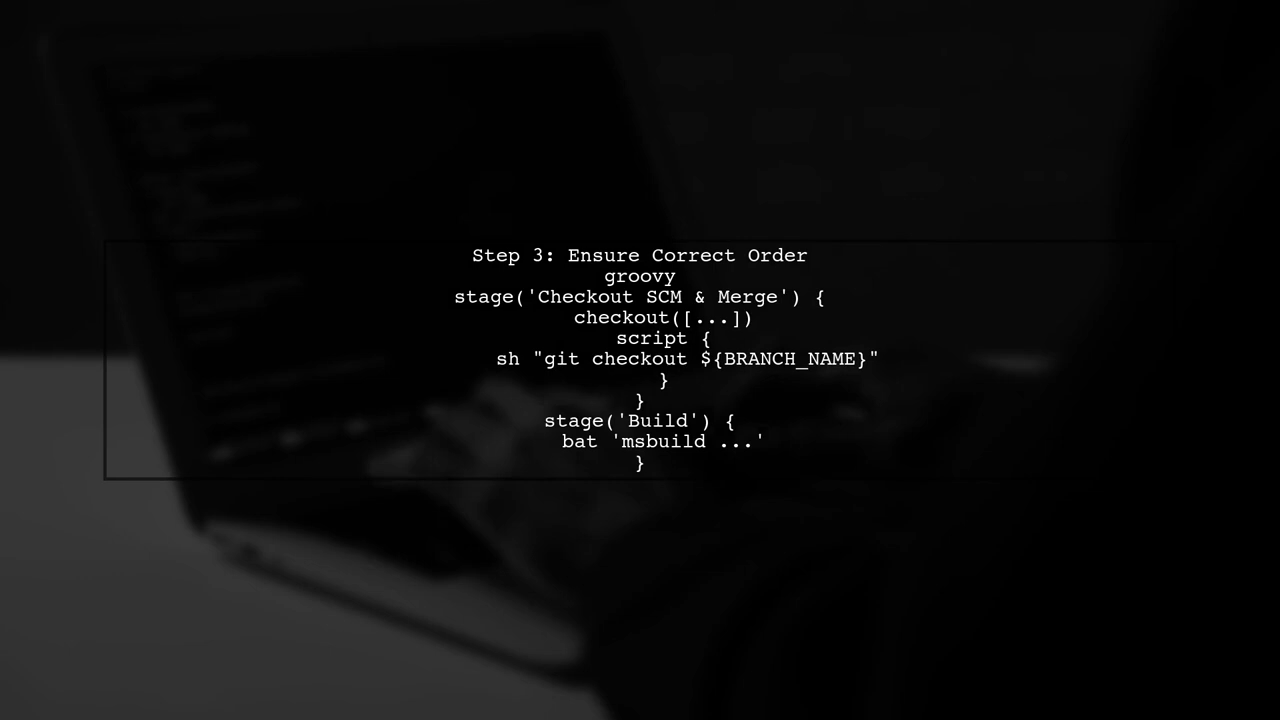 Step 3: Ensure Correct Order
groovy
stage('Checkout SCM & Merge') {
checkout([...])
script {
sh "git checkout ${BRANCH_NAME}"
}
}
stage('Build') {
bat 'msbuild ...'
}